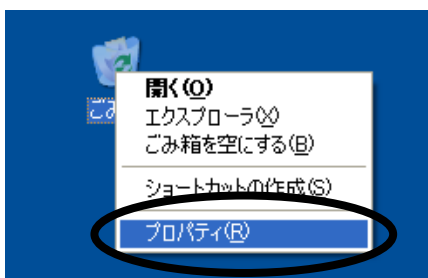 ごみ
開く(O)
エクスプローラ(X)
ごみ箱を空にする(B)
ショートカットの作成(S)
プロパティ(R)